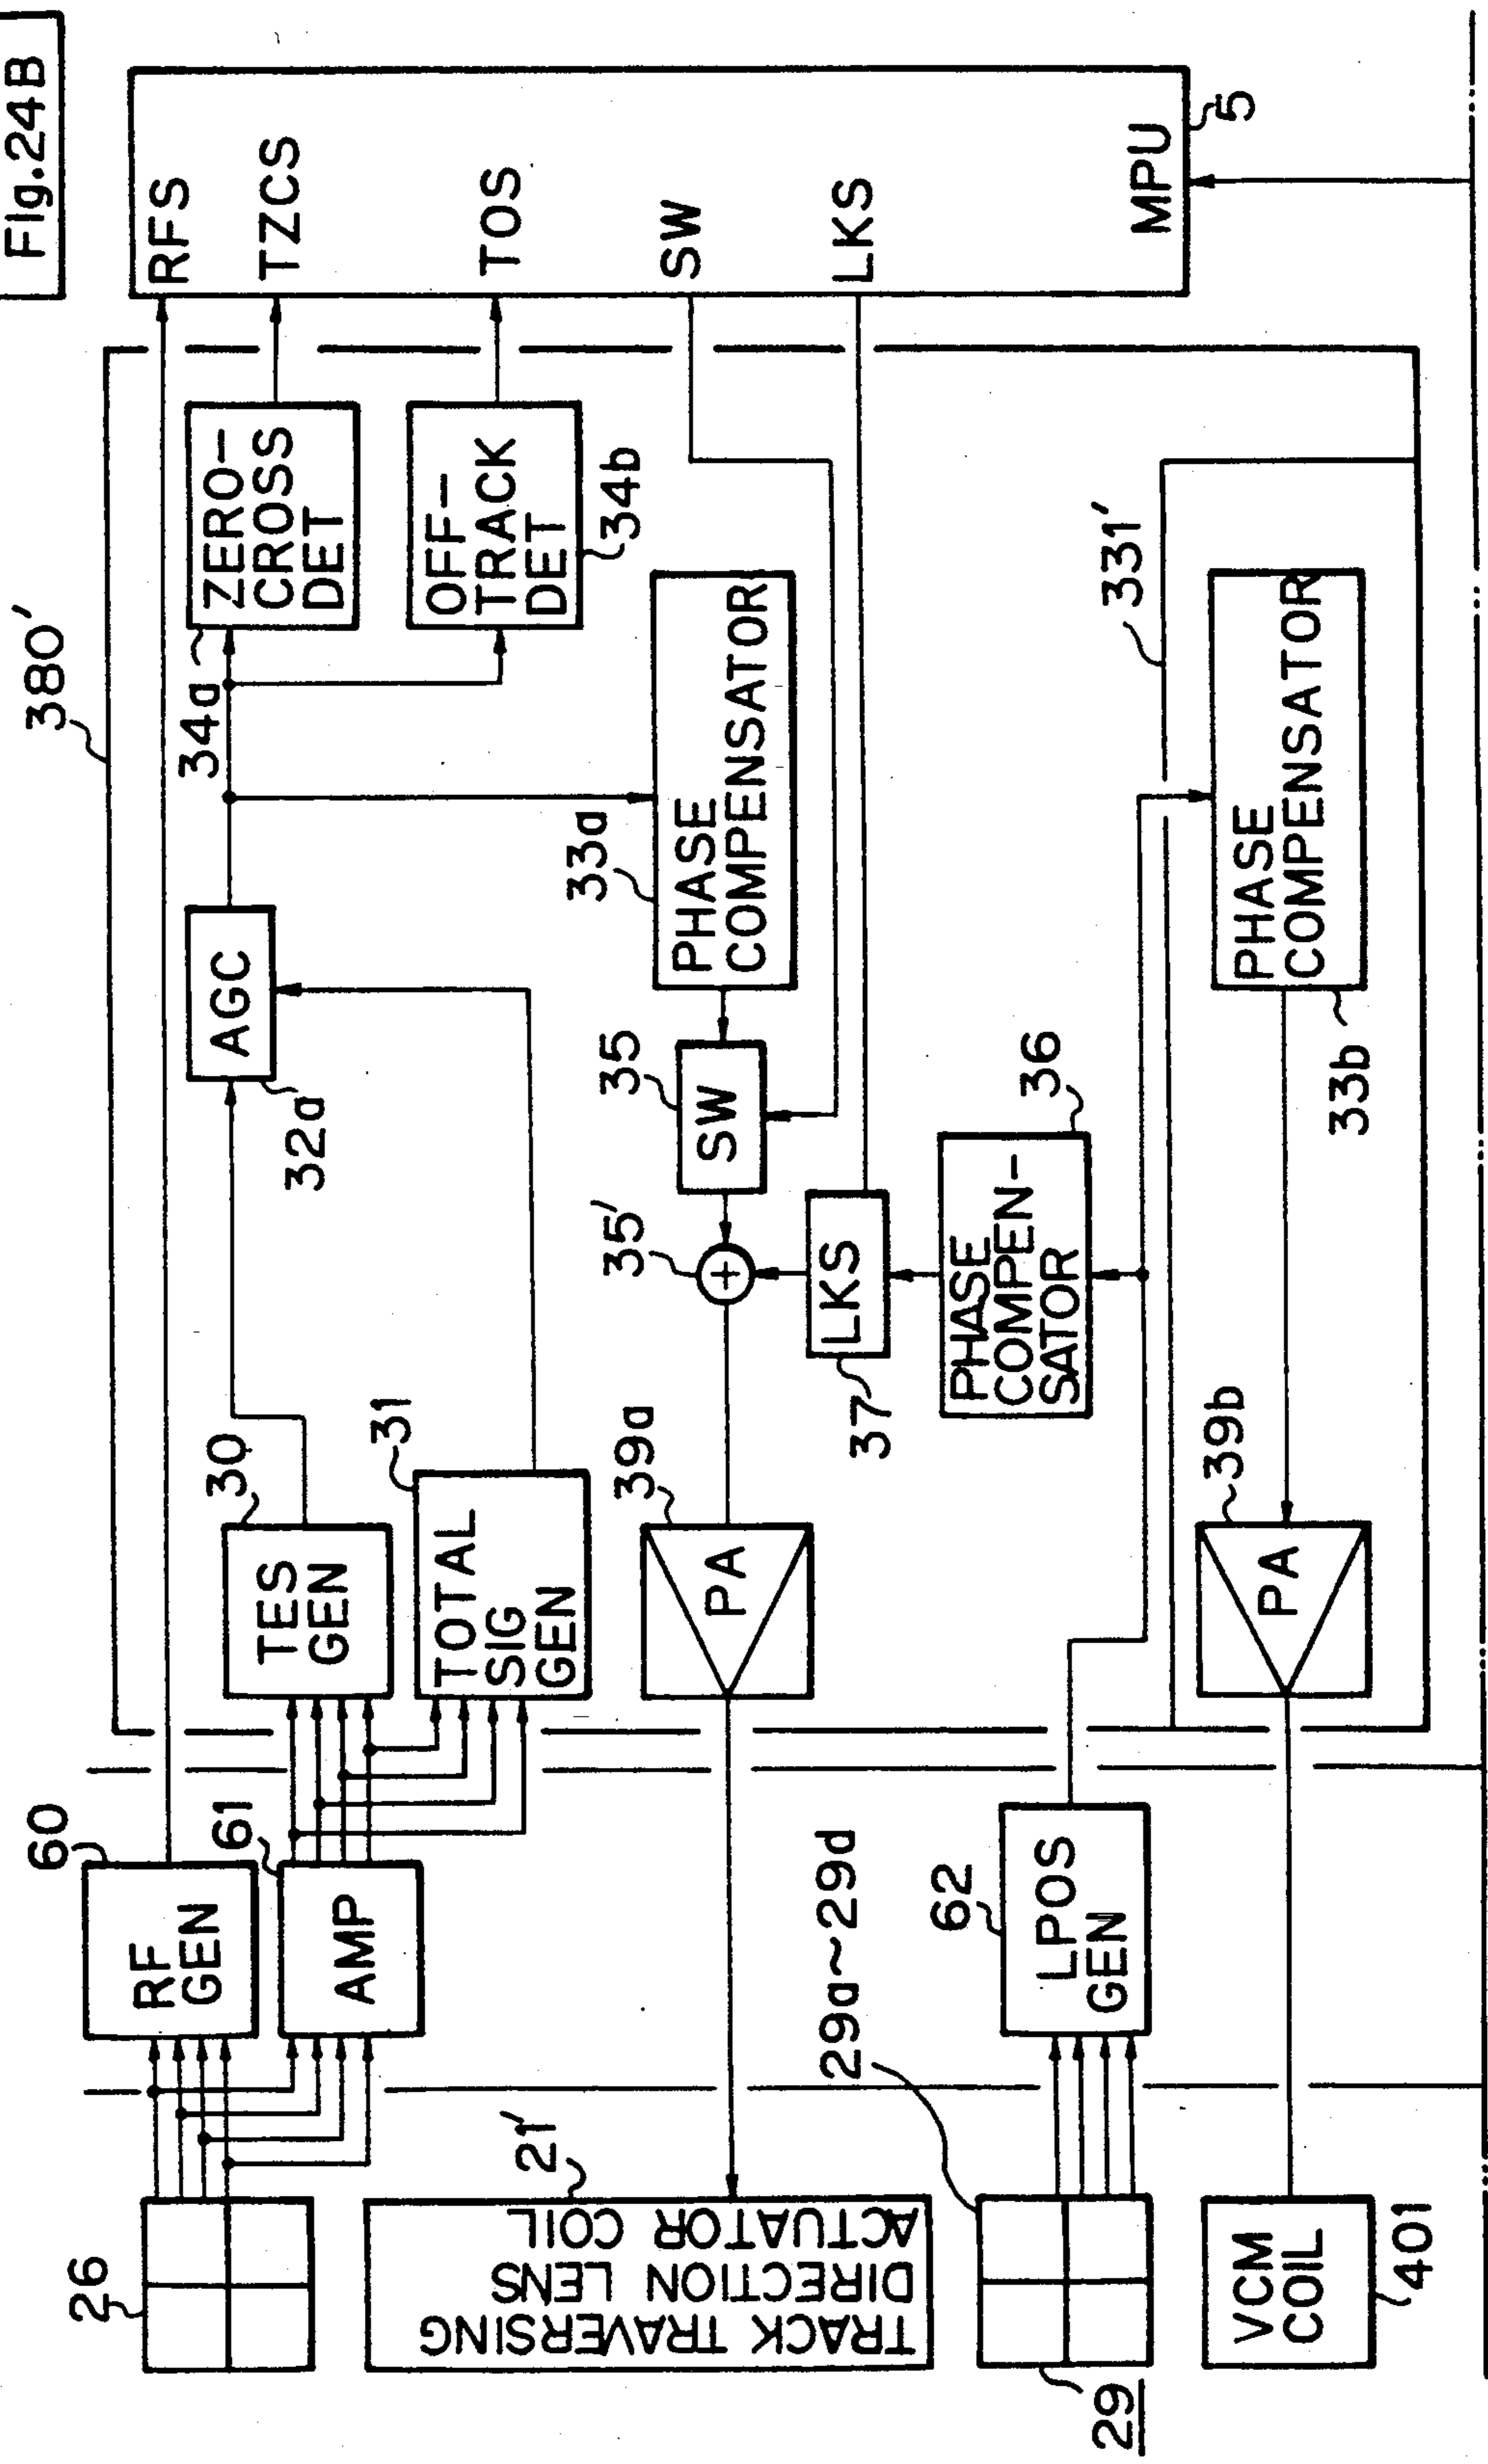 Fig.24B
380'
RFS
TZCS
TOS
SW
LKS
MPU
5
34a
ZERO-
CROSS
DET
OFF-
TRACK
DET
34b
AGC
32a
33a
PHASE
COMPENSATOR
331'
35
SW
35'
LKS
37
PHASE
COMPEN-
SATOR
36
PHASE
COMPENSATOR
33b
30
TES
GEN
31
TOTAL
SIG
GEN
39a
PA
39b
PA
60
RF
GEN
61
AMP
62
LPOS
GEN
29a~29d
26
21'
TRACK TRAVERSING
DIRECTION LENS
ACTUATOR COIL
29
VCM
COIL
401